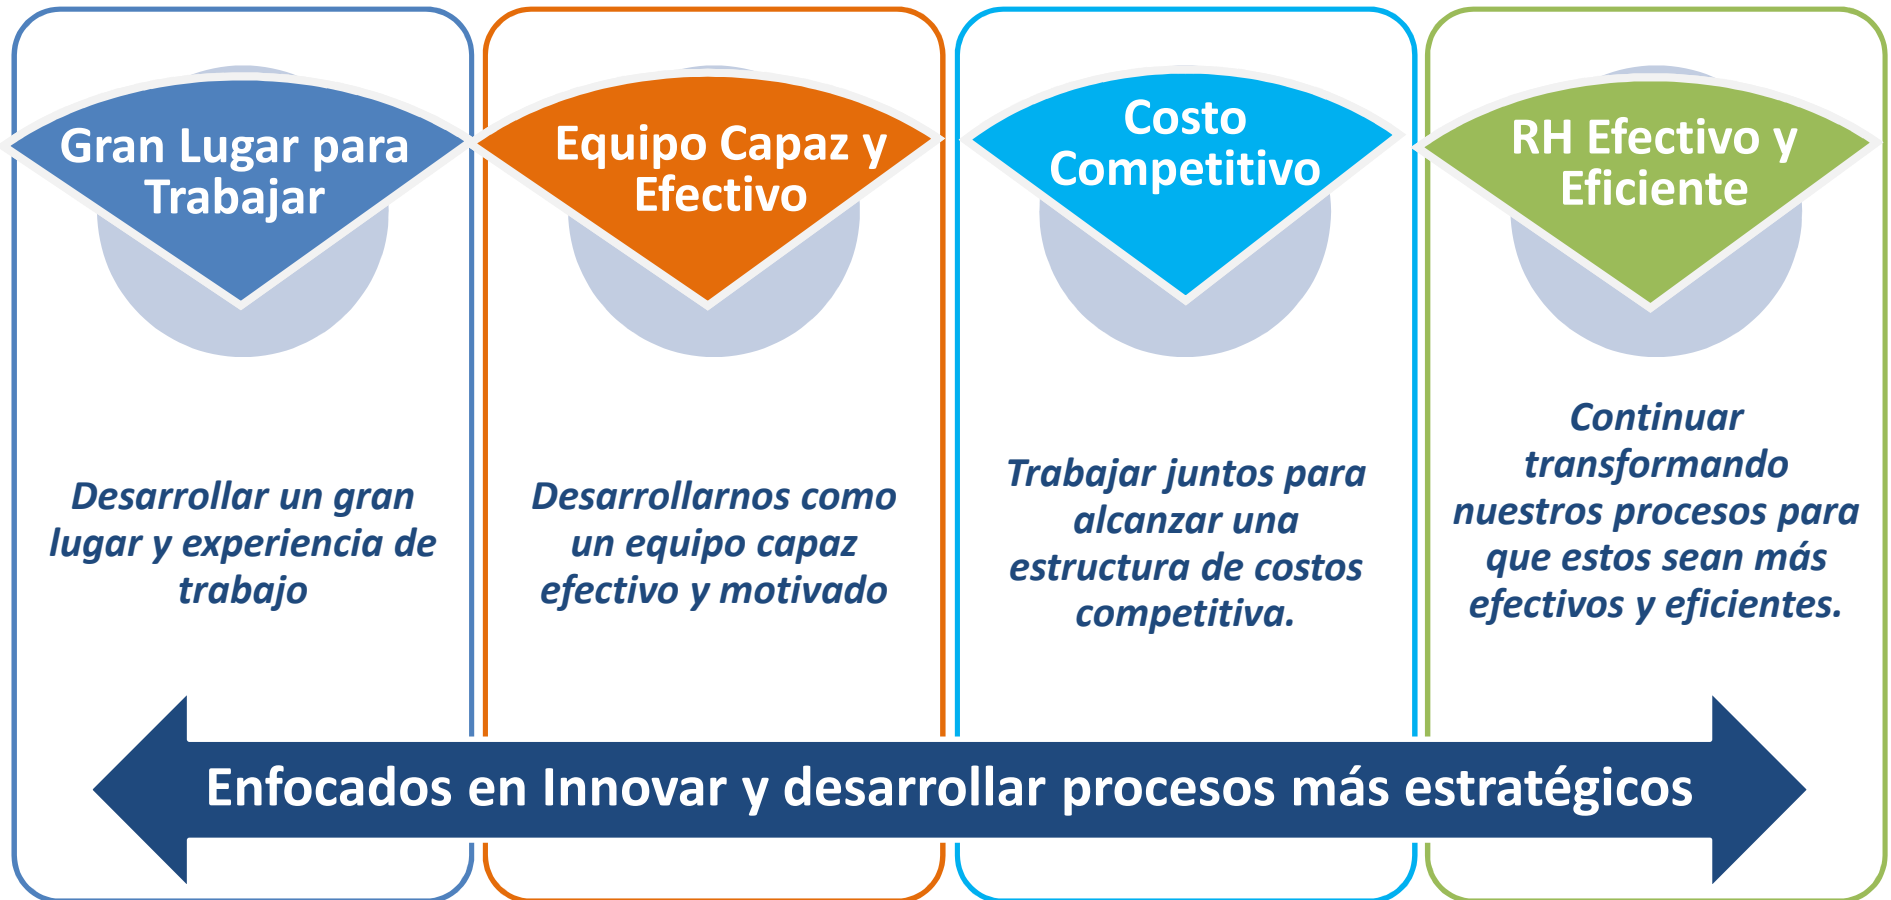 Gran Lugar para
Trabajar
Desarrollar un gran
lugar y experiencia de
trabajo
Equipo Capaz y
Efectivo
Desarrollarnos como
un equipo capaz
efectivo y motivado
Costo
Competitivo
Trabajar juntos para
alcanzar una
estructura de costos
competitiva.
RH Efectivo y
Eficiente
Continuar
transformando
nuestros procesos para
que estos sean más
efectivos y eficientes.
Enfocados en Innovar y desarrollar procesos más estratégicos